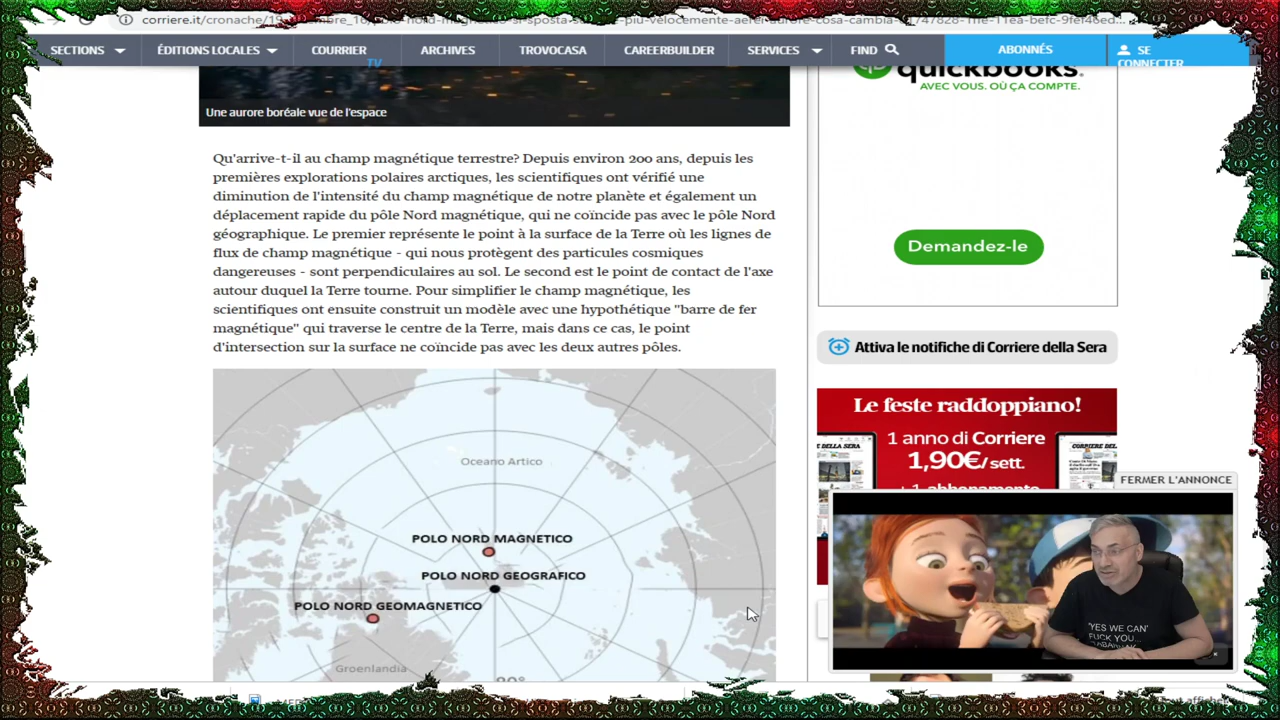 corriere.it/cronache/19
SECTIONS
ÉDITIONS LOCALES
COURRIER
TV
ARCHIVES
TROVOCASA
CAREERBUILDER
SERVICES
FIND
ABONNÉS
SE
CONNECTER
Une aurore boréale vue de l'espace
Qu'arrive-t-il au champ magnétique terrestre? Depuis environ 200 ans, depuis les
premières explorations polaires arctiques, les scientifiques ont vérifié une
diminution de l'intensité du champ magnétique de notre planète et également un
déplacement rapide du pôle Nord magnétique, qui ne coïncide pas avec le pôle Nord
géographique. Le premier représente le point à la surface de la Terre où les lignes de
flux de champ magnétique - qui nous protègent des particules cosmiques
dangereuses - sont perpendiculaires au sol. Le second est le point de contact de l'axe
autour duquel la Terre tourne. Pour simplifier le champ magnétique, les
scientifiques ont ensuite construit un modèle avec une hypothétique "barre de fer
magnétique" qui traverse le centre de la Terre, mais dans ce cas, le point
d'intersection sur la surface ne coïncide pas avec les deux autres pôles.
Oceano Artico
POLO NORD MAGNETICO
POLO NORD GEOGRAFICO
POLO NORD GEOMAGNETICO
Groenlandia
90°
quickbooks.
AVEC VOUS. OÙ ÇA COMPTE.
Demandez-le
Attiva le notifiche di Corriere della Sera
Le feste raddoppiano!
1 anno di Corriere
1,90€/sett.
+ 1 abbonamento
FERMER L'ANNONCE
'YES WE CAN'
FUCK YOU...